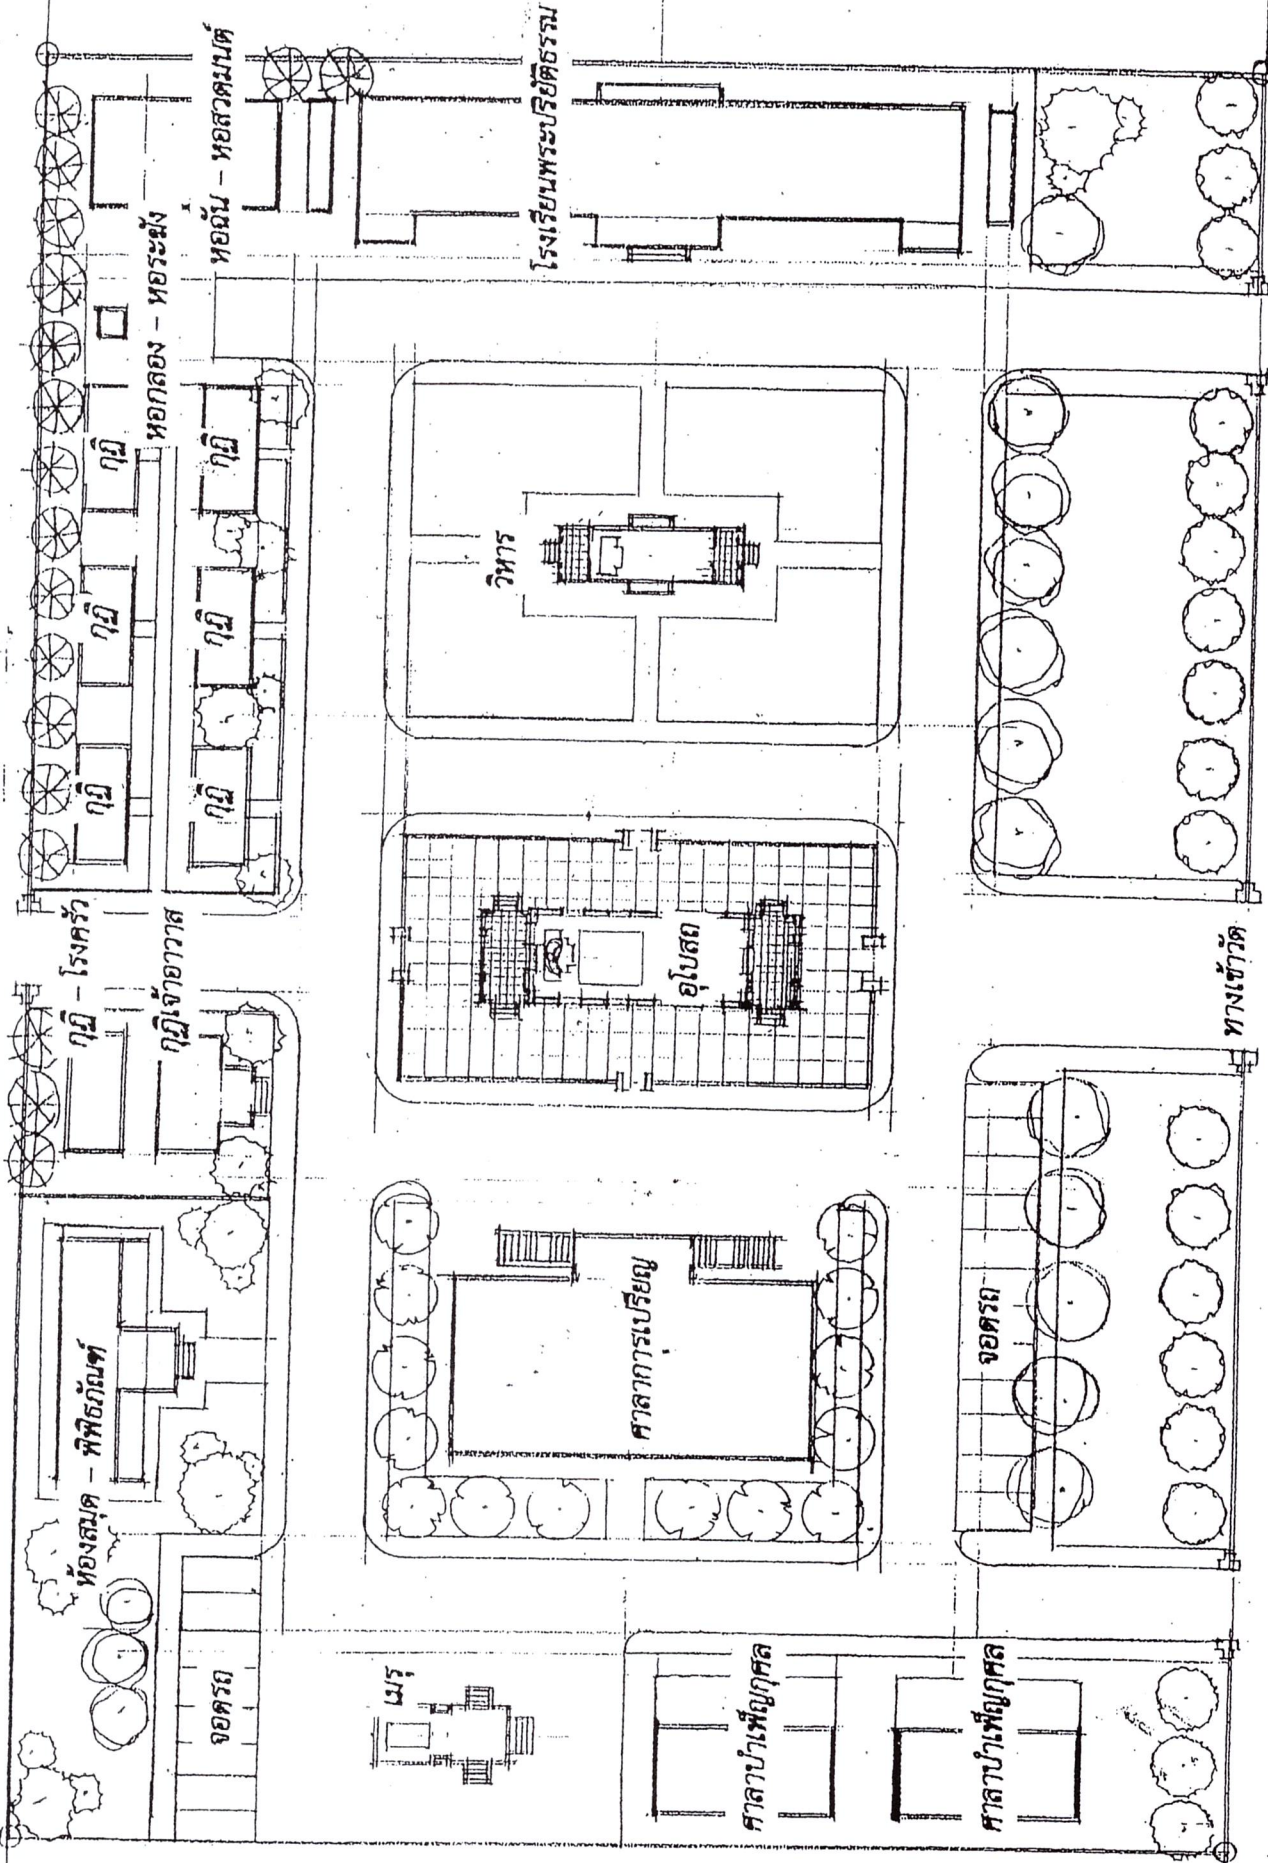 ห้องสมุด - พิพิธภัณฑ์
กุฏิ - โรงครัว
กุฏิเจ้าอาวาส
กุฏิ
กุฏิ
กุฏิ
กุฏิ
กุฏิ
กุฏิ
หอกลอง - หอระฆัง
หอฉัน - หอสวดมนต์
จอดรถ
เมรุ
ศาลาการเปรียญ
อุโบสถ
วิหาร
โรงเรียนพระปริยัติธรรม
ศาลาบำเพ็ญกุศล
ศาลาบำเพ็ญกุศล
จอดรถ
ทางเข้าวัด